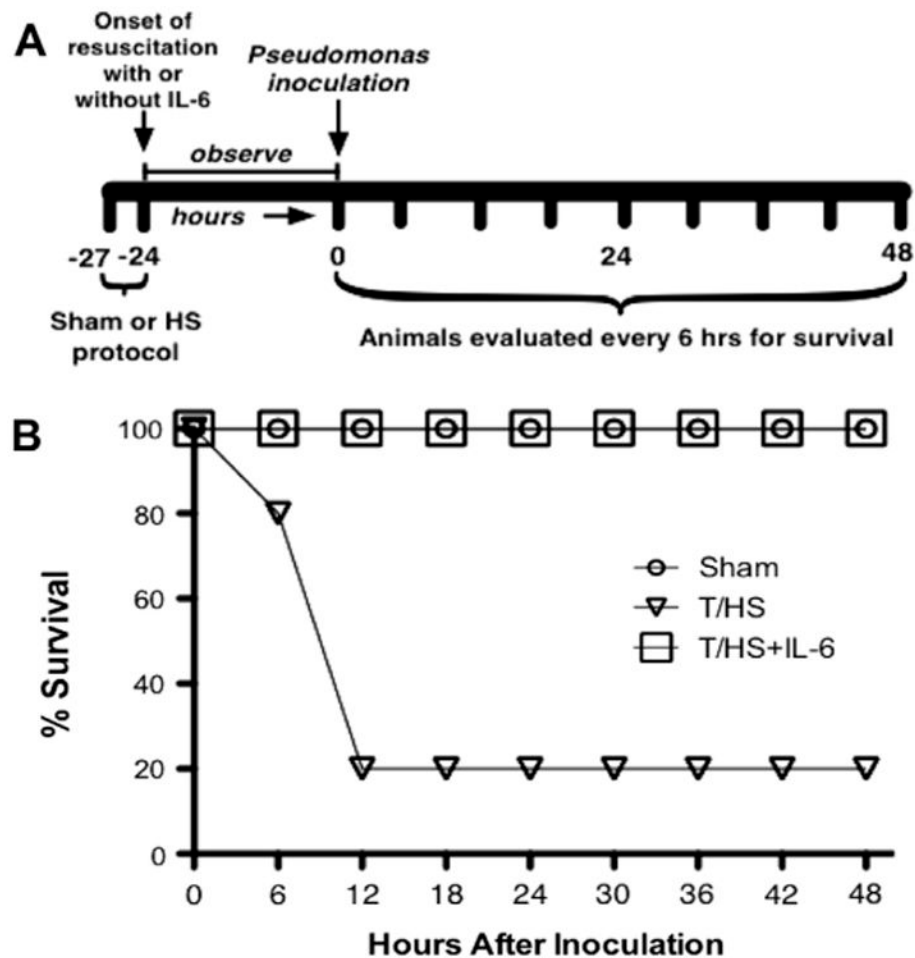 A
Onset of
resuscitation
with or
without IL-6
Pseudomonas
inoculation
observe
hours
-27 -24 0 24 48
Sham or HS
protocol
Animals evaluated every 6 hrs for survival
B
% Survival
100
80
60
40
20
0
Sham
T/HS
T/HS+IL-6
0 6 12 18 24 30 36 42 48
Hours After Inoculation